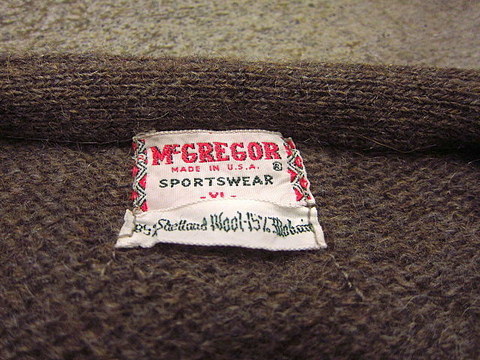 McGREGOR®
MADE IN U.S.A.
SPORTSWEAR
- XL -
85% Shetland Wool-15% Mohair